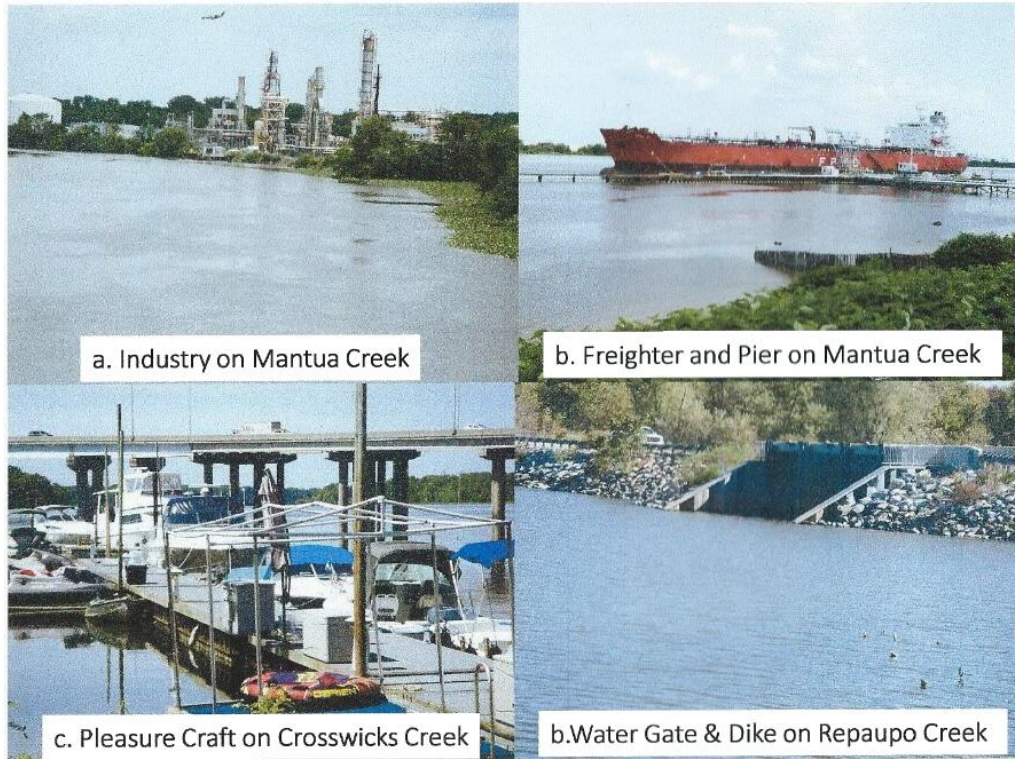 a. Industry on Mantua Creek
b. Freighter and Pier on Mantua Creek
c. Pleasure Craft on Crosswicks Creek
b.Water Gate & Dike on Repaupo Creek